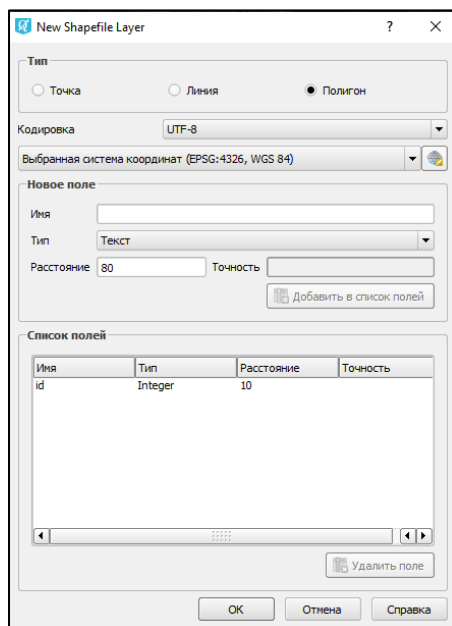 New Shapefile Layer ? ×
Тип
Точка Линия Полигон
Кодировка UTF-8
Выбранная система координат (EPSG:4326, WGS 84)
Новое поле
Имя
Тип Текст
Расстояние 80 Точность
Добавить в список полей
Список полей
Имя Тип Расстояние Точность
id Integer 10
Удалить поле
OK Отмена Справка